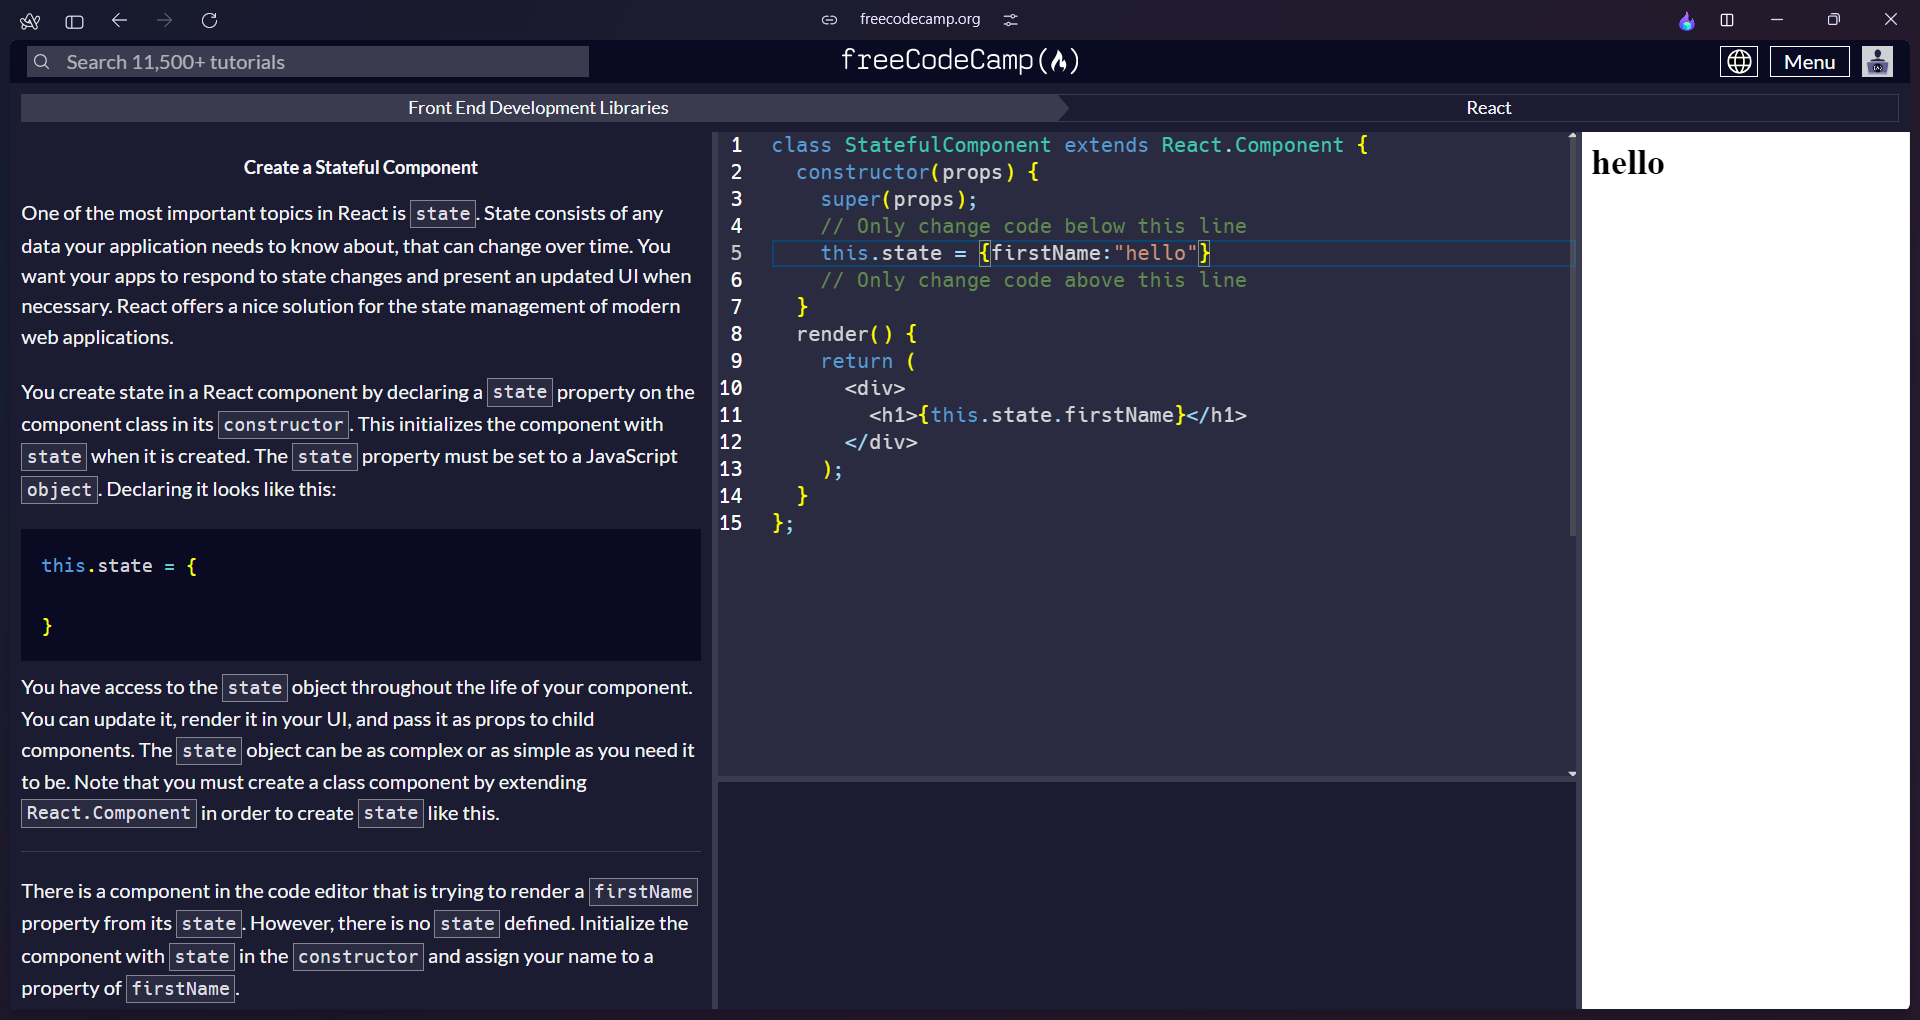 freecodecamp.org
Search 11,500+ tutorials
freeCodeCamp(
)
Menu
Front End Development Libraries
React
Create a Stateful Component
One of the most important topics in React is state. State consists of any
data your application needs to know about, that can change over time. You
want your apps to respond to state changes and present an updated UI when
necessary. React offers a nice solution for the state management of modern
web applications.
You create state in a React component by declaring a state property on the
component class in its constructor. This initializes the component with
state when it is created. The state property must be set to a JavaScript
object. Declaring it looks like this:
this.state = {
}
You have access to the state object throughout the life of your component.
You can update it, render it in your UI, and pass it as props to child
components. The state object can be as complex or as simple as you need it
to be. Note that you must create a class component by extending
React.Component in order to create state like this.
There is a component in the code editor that is trying to render a firstName
property from its state. However, there is no state defined. Initialize the
component with state in the constructor and assign your name to a
property of firstName.
1 class StatefulComponent extends React.Component {
2 constructor(props) {
3 super(props);
4 // Only change code below this line
5 this.state = {firstName:"hello"}
6 // Only change code above this line
7 }
8 render() {
9 return (
10 <div>
11 <h1>{this.state.firstName}</h1>
12 </div>
13 );
14 }
15 };
hello